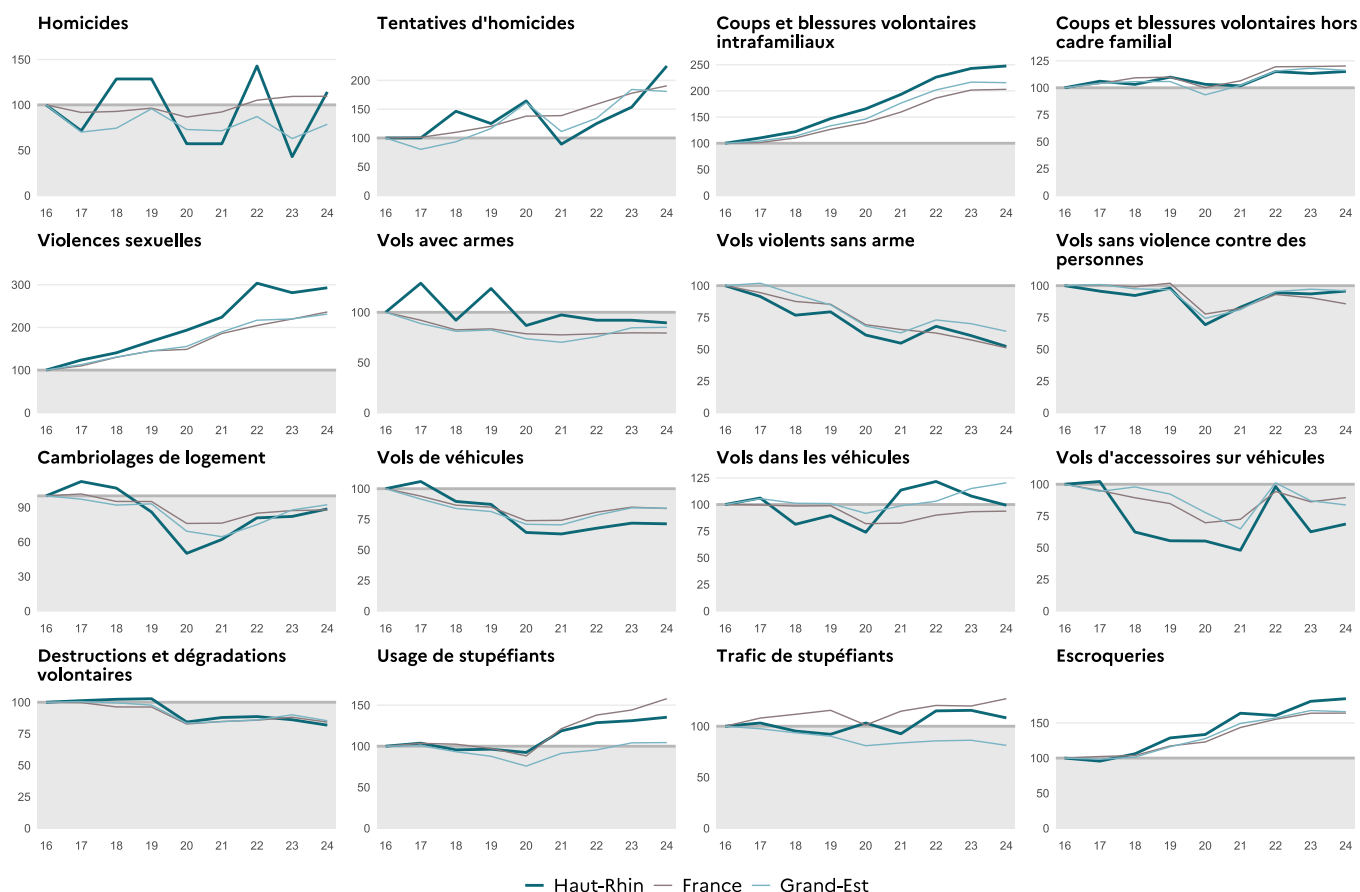 Homicides
150
100
50
0
16 17 18 19 20 21 22 23 24
Tentatives d'homicides
200
150
100
50
0
16 17 18 19 20 21 22 23 24
Coups et blessures volontaires
intrafamiliaux
250
200
150
100
50
0
16 17 18 19 20 21 22 23 24
Coups et blessures volontaires hors
cadre familial
125
100
75
50
25
0
16 17 18 19 20 21 22 23 24
Violences sexuelles
300
200
100
0
16 17 18 19 20 21 22 23 24
Vols avec armes
100
50
0
16 17 18 19 20 21 22 23 24
Vols violents sans arme
100
75
50
25
0
16 17 18 19 20 21 22 23 24
Vols sans violence contre des
personnes
100
75
50
25
0
16 17 18 19 20 21 22 23 24
Cambriolages de logement
90
60
30
0
16 17 18 19 20 21 22 23 24
Vols de véhicules
100
75
50
25
0
16 17 18 19 20 21 22 23 24
Vols dans les véhicules
125
100
75
50
25
0
16 17 18 19 20 21 22 23 24
Vols d'accessoires sur véhicules
100
75
50
25
0
16 17 18 19 20 21 22 23 24
Destructions et dégradations
volontaires
100
75
50
25
0
16 17 18 19 20 21 22 23 24
Usage de stupéfiants
150
100
50
0
16 17 18 19 20 21 22 23 24
Trafic de stupéfiants
100
50
0
16 17 18 19 20 21 22 23 24
Escroqueries
150
100
50
0
16 17 18 19 20 21 22 23 24
Haut-Rhin France Grand-Est